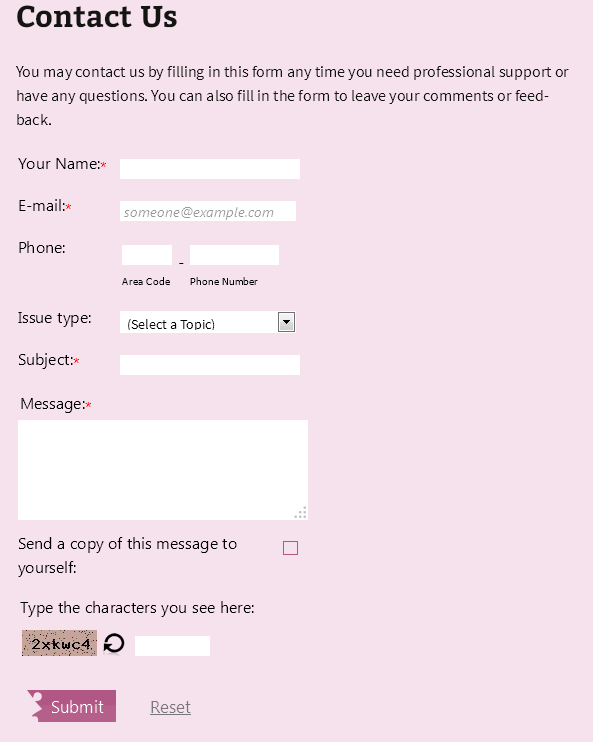 Contact Us
You may contact us by filling in this form any time you need professional support or
have any questions. You can also fill in the form to leave your comments or feed-
back.
Your Name:*
E-mail:* someone@example.com
Phone: -
Area Code Phone Number
Issue type: (Select a Topic)
Subject:*
Message:*
Send a copy of this message to
yourself:
Type the characters you see here:
2xkwc4
Submit Reset